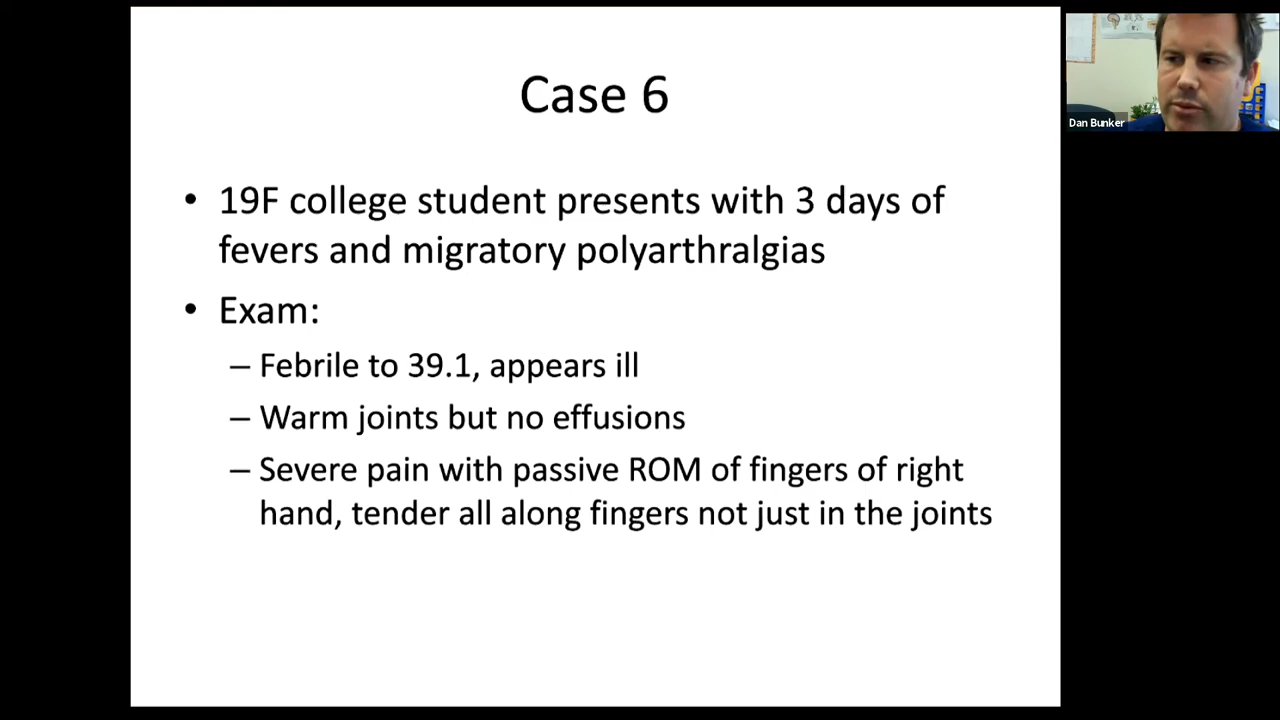 Case 6
• 19F college student presents with 3 days of
fevers and migratory polyarthralgias
• Exam:
– Febrile to 39.1, appears ill
– Warm joints but no effusions
– Severe pain with passive ROM of fingers of right
hand, tender all along fingers not just in the joints
Dan Bunker